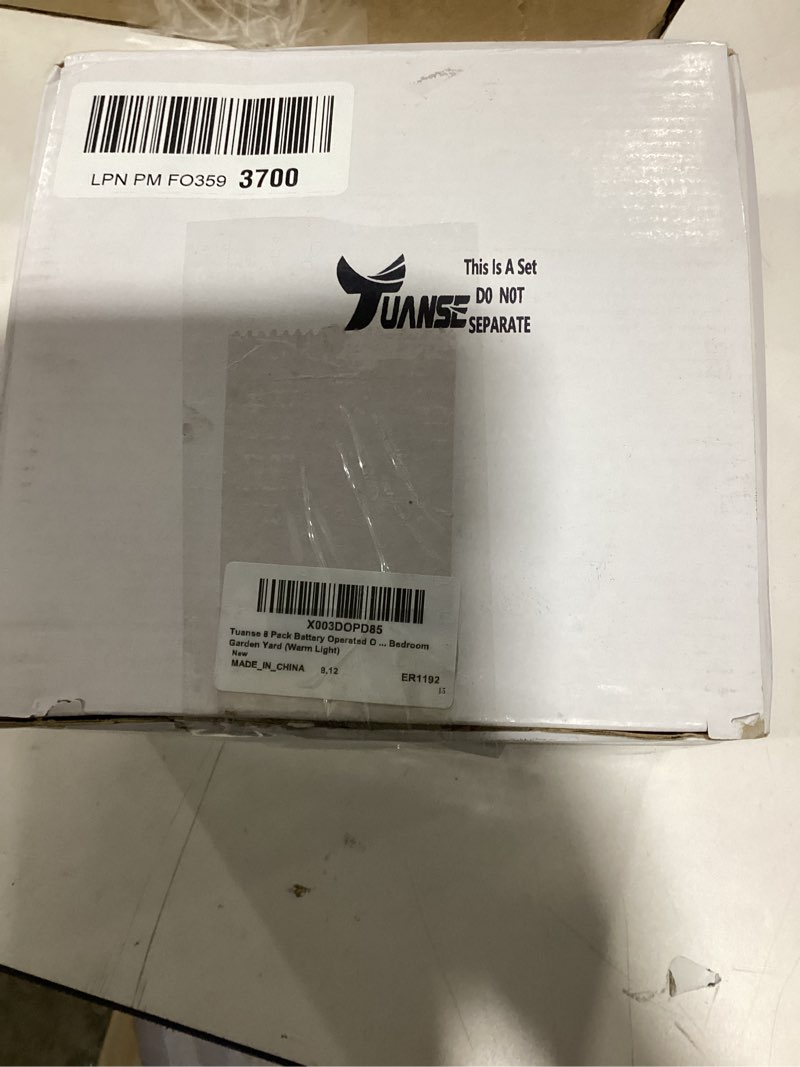 LPN PM FO359 3700
This Is A Set
DO NOT
SEPARATE
TUANSE
X003DOPD85
Tuanse 8 Pack Battery Operated O ... Bedroom
Garden Yard (Warm Light)
New
MADE_IN_CHINA 8.12
ER1192
15